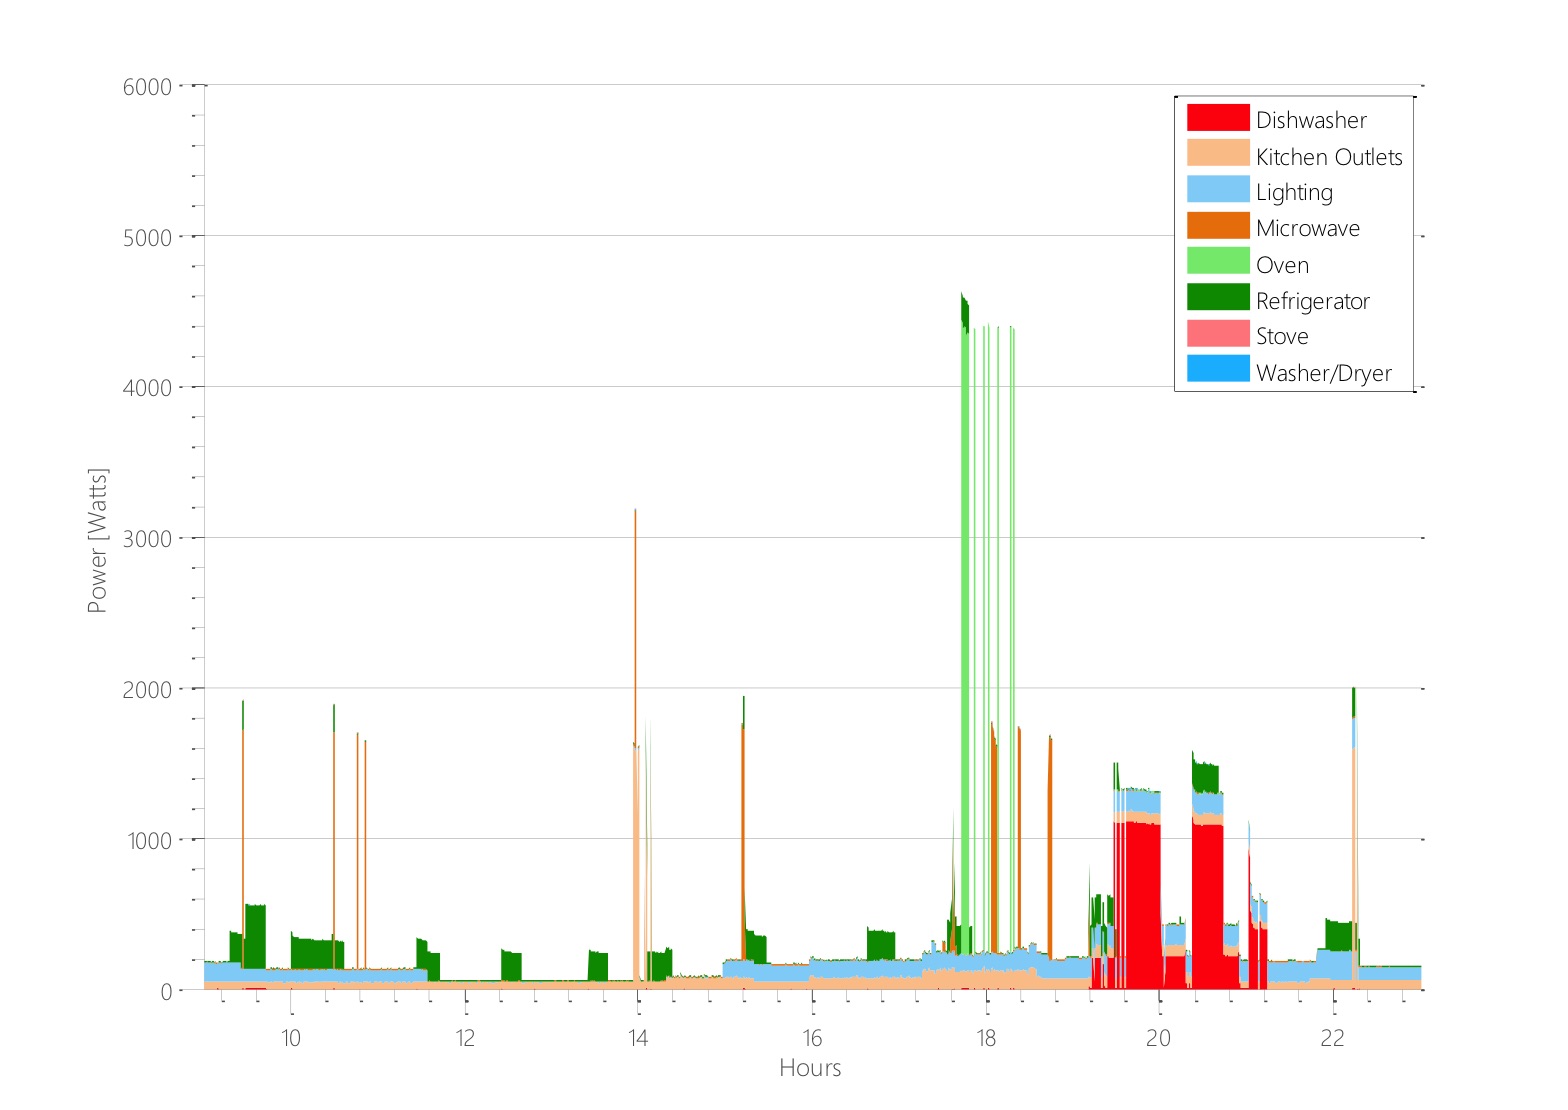 6000
5000
4000
3000
2000
1000
0
Power [Watts]
10 12 14 16 18 20 22
Hours
Dishwasher
Kitchen Outlets
Lighting
Microwave
Oven
Refrigerator
Stove
Washer/Dryer